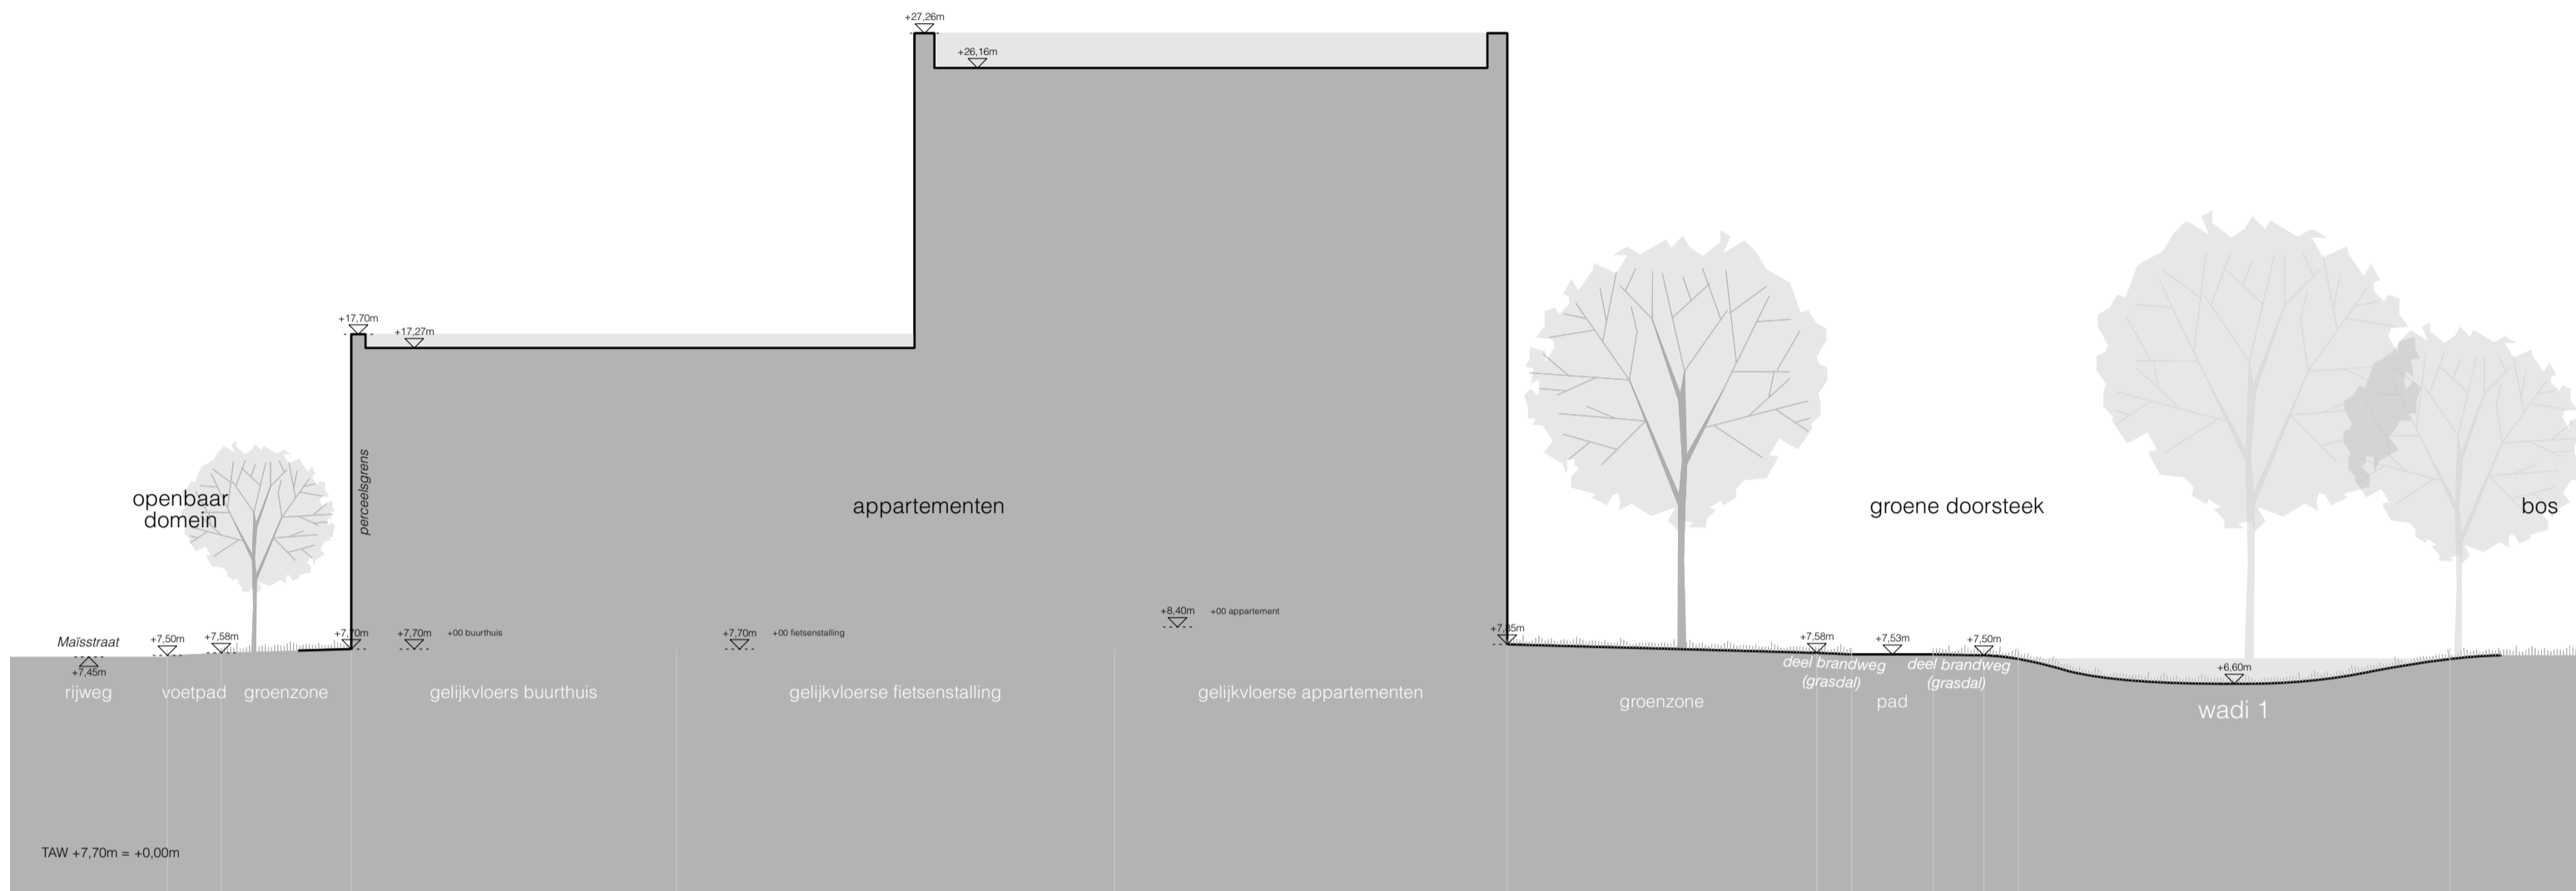 +27,26m
+26,16m
+17,70m
+17,27m
openbaar
domein
perceelsgrens
appartementen
groene doorsteek
bos
Maïsstraat
+7,45m
+7,50m
+7,58m
+7,70m
+7,70m +00 buurthuis
+7,70m +00 fietsenstalling
+8,40m +00 appartement
+7,85m
+7,58m
+7,53m
+7,50m
+6,60m
rijweg
voetpad
groenzone
gelijkvloers buurthuis
gelijkvloerse fietsenstalling
gelijkvloerse appartementen
groenzone
deel brandweg
(grasdal)
pad
deel brandweg
(grasdal)
wadi 1
TAW +7,70m = +0,00m